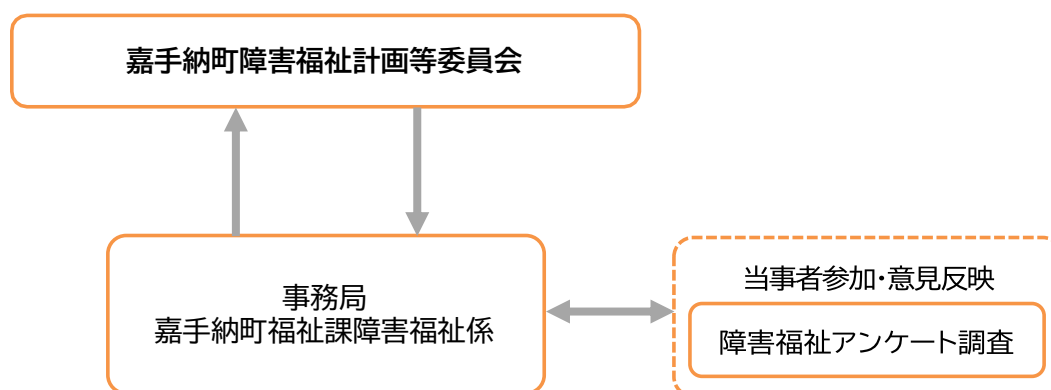 嘉手納町障害福祉計画等委員会
事務局
嘉手納町福祉課障害福祉係
当事者参加・意見反映
障害福祉アンケート調査